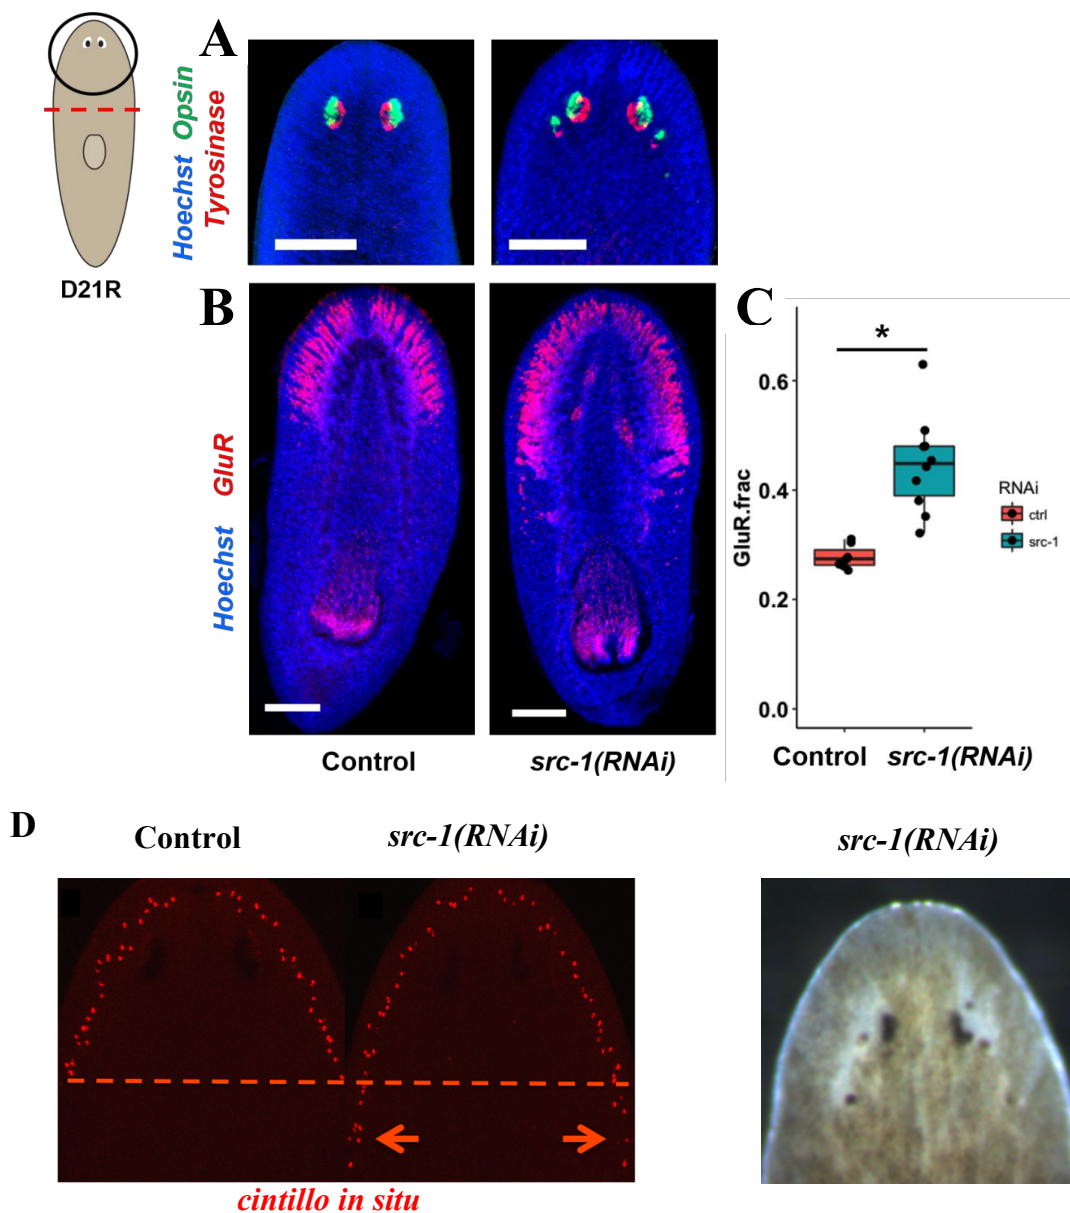 A
Hoechst Opsin
Tyrosinase
D21R
B
Hoechst GluR
Control
src-1(RNAi)
C
*
0.6
0.4
0.2
0.0
GluR.frac
RNAi
ctrl
src-1
Control
src-1(RNAi)
D
Control
src-1(RNAi)
src-1(RNAi)
cintillo in situ